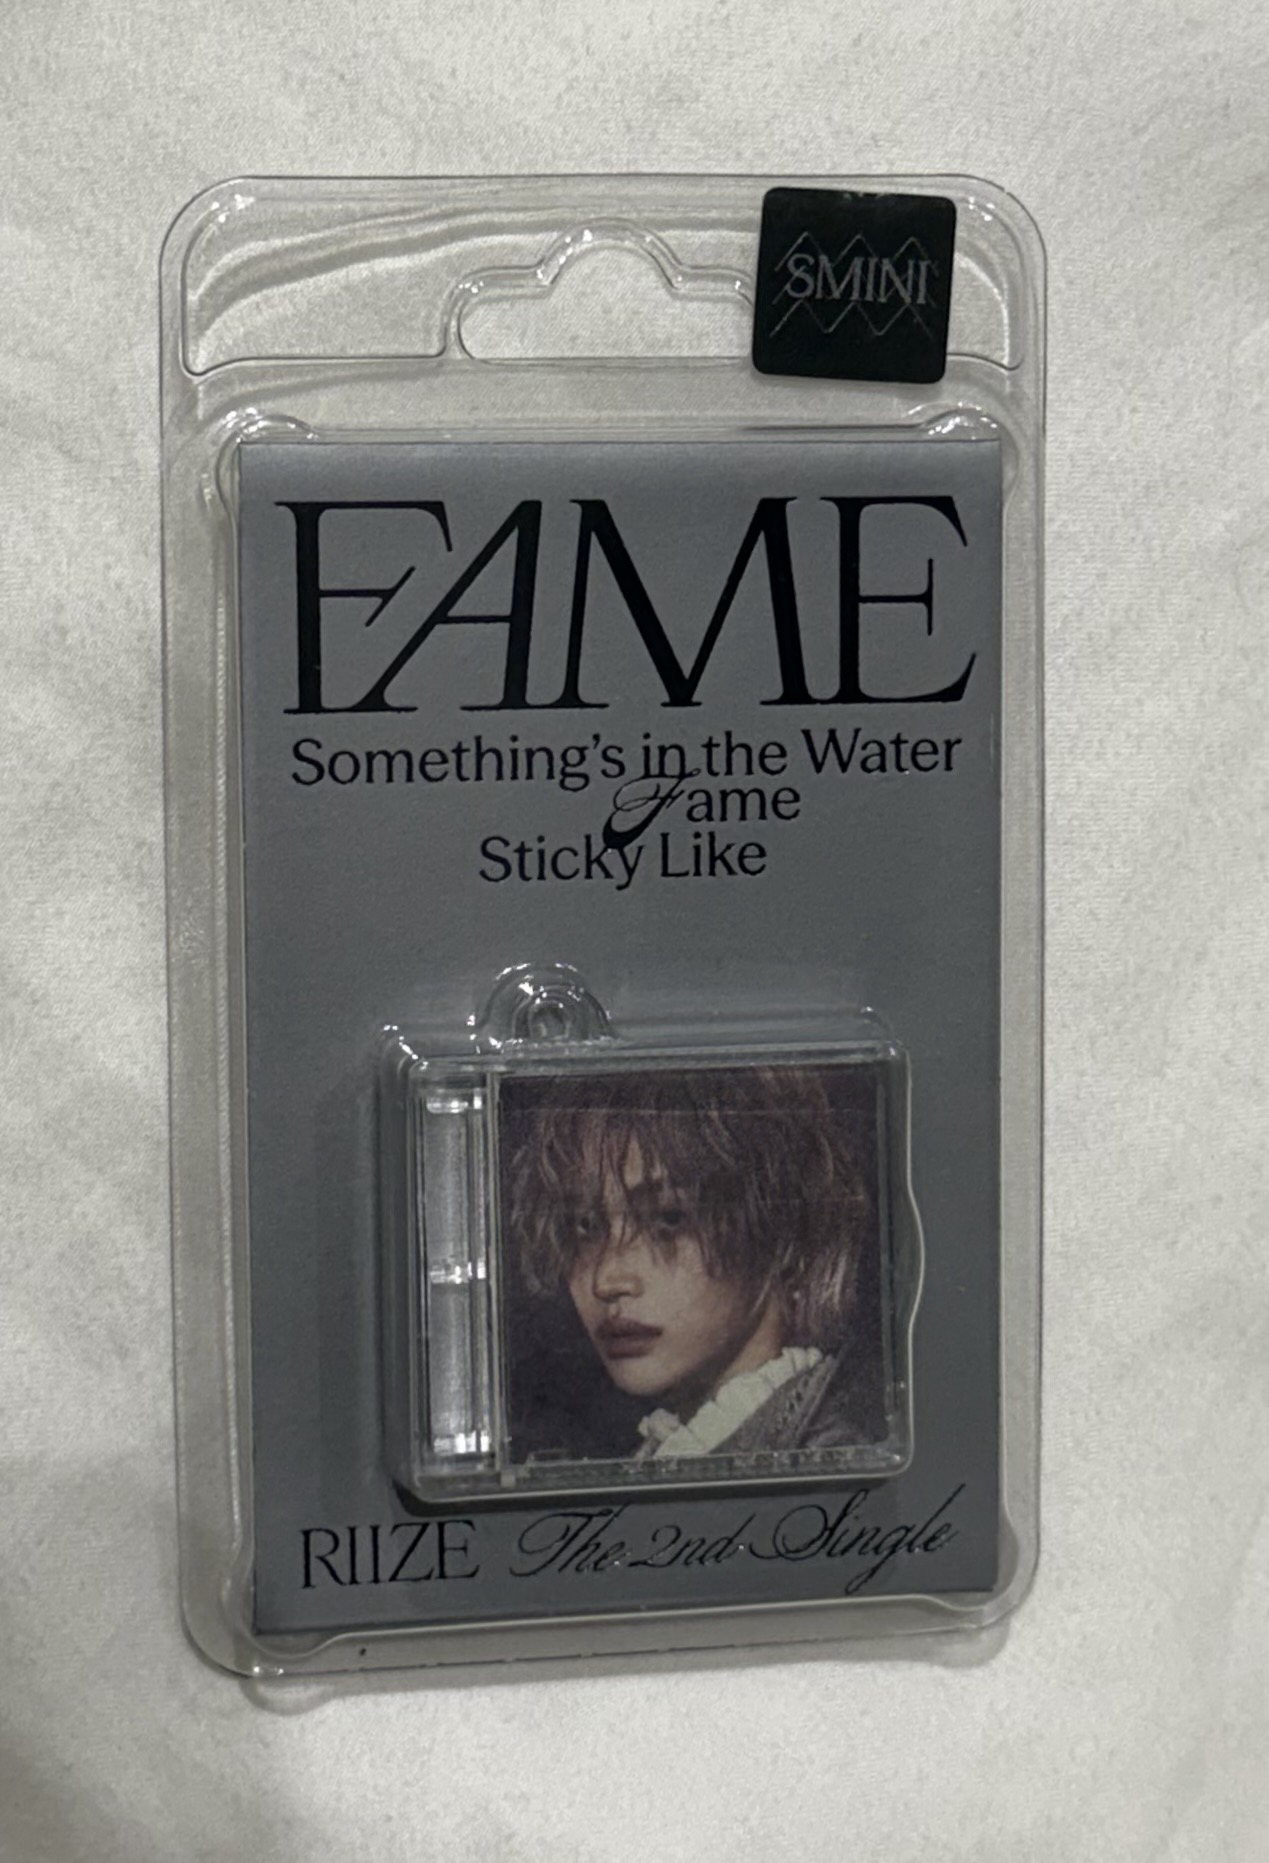 SMINI
FAME
Something's in the Water
Fame
Sticky Like
RIIZE The 2nd Single